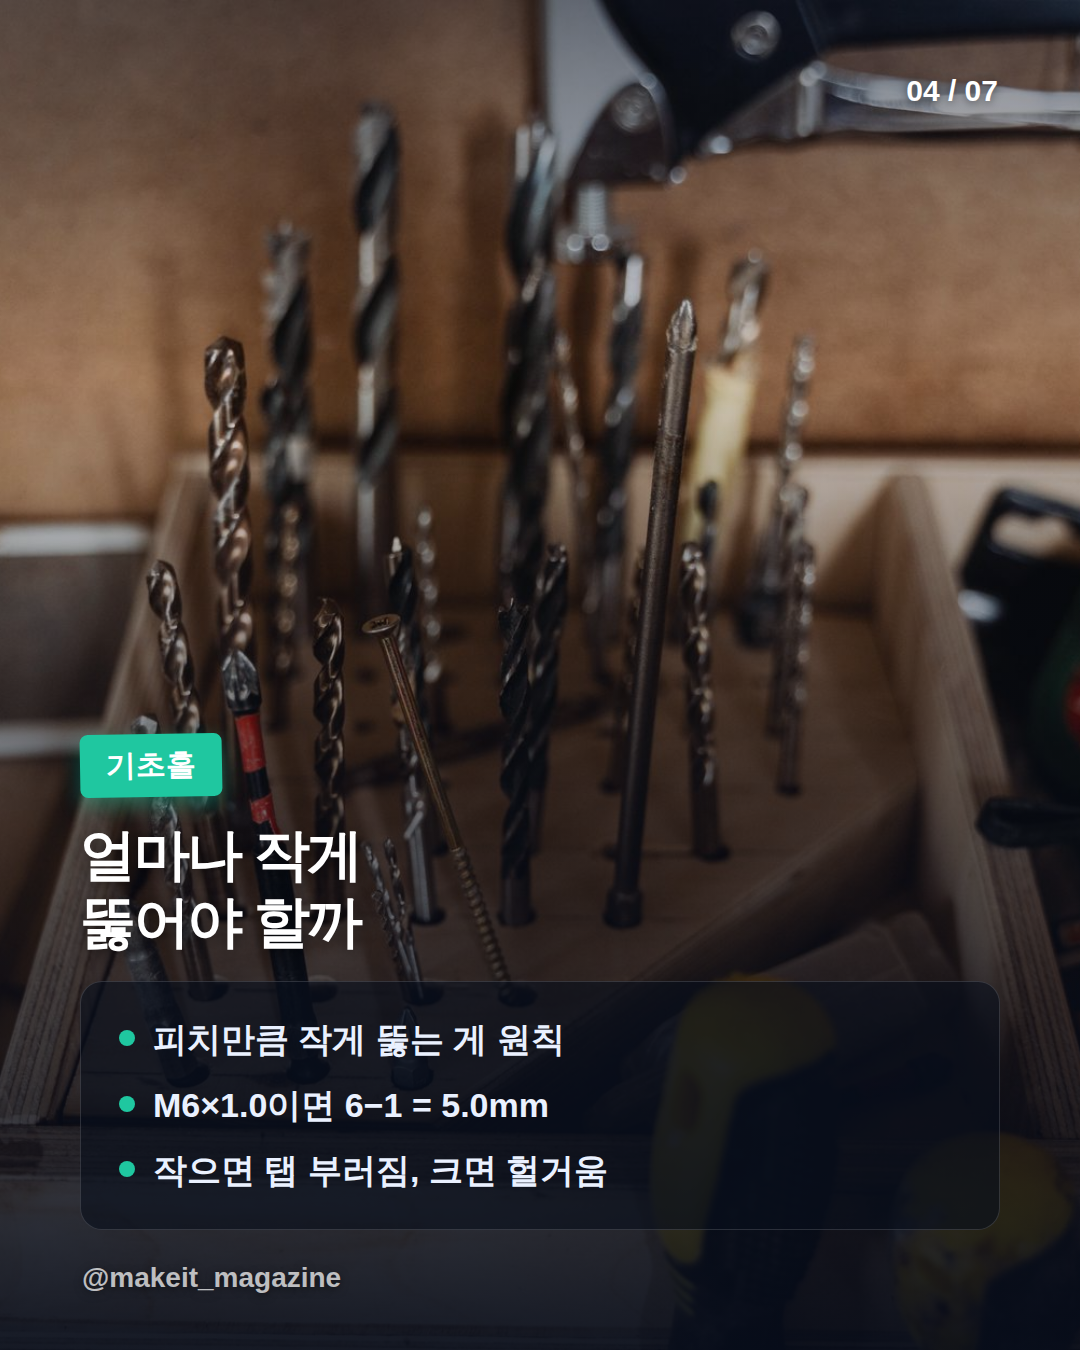 04 / 07
기초홀
얼마나 작게
뚫어야 할까
피치만큼 작게 뚫는 게 원칙
M6×1.0이면 6−1 = 5.0mm
작으면 탭 부러짐, 크면 헐거움
@makeit_magazine